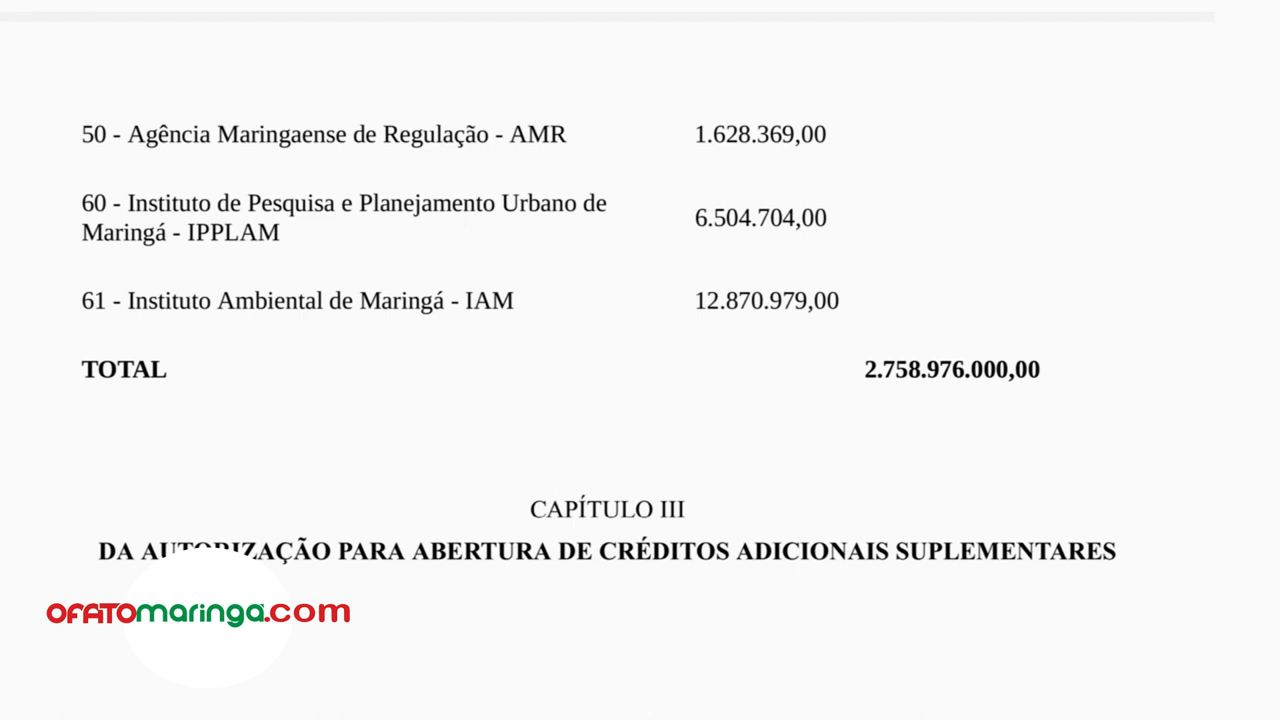 50 - Agência Maringaense de Regulação - AMR 1.628.369,00
60 - Instituto de Pesquisa e Planejamento Urbano de
Maringá - IPPLAM 6.504.704,00
61 - Instituto Ambiental de Maringá - IAM 12.870.979,00
TOTAL 2.758.976.000,00
CAPÍTULO III
DA AUTORIZAÇÃO PARA ABERTURA DE CRÉDITOS ADICIONAIS SUPLEMENTARES
OFATOmaringa.com